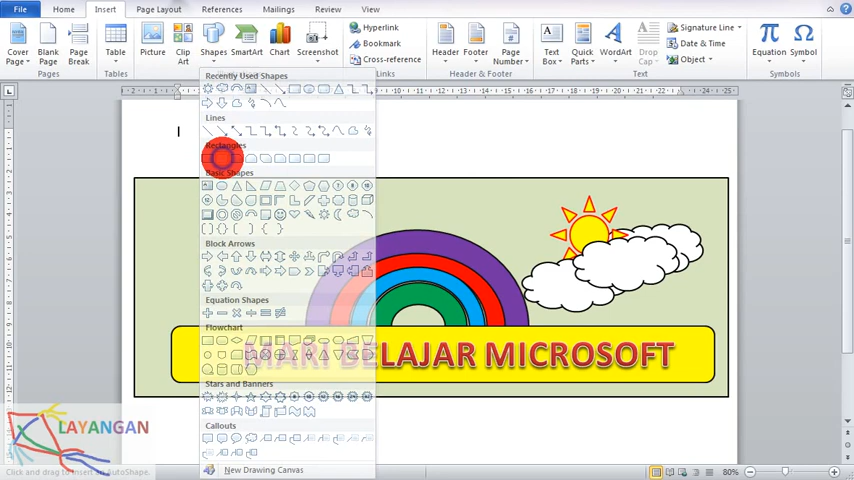 File Home Insert Page Layout References Mailings Review View
Cover Page
Blank Page
Page Break
Table
Picture
Clip Art
Shapes
SmartArt
Chart
Screenshot
Hyperlink
Bookmark
Cross-reference
Header
Footer
Page Number
Text Box
Quick Parts
WordArt
Drop Cap
Signature Line
Date & Time
Object
Equation
Symbol
Pages Tables Links Header & Footer Text Symbols
Recently Used Shapes
Lines
Rectangles
Basic Shapes
Block Arrows
Equation Shapes
Flowchart
Stars and Banners
Callouts
New Drawing Canvas
MARI BELAJAR MICROSOFT
LAYANGAN
Click and drag to insert an AutoShape.
80%